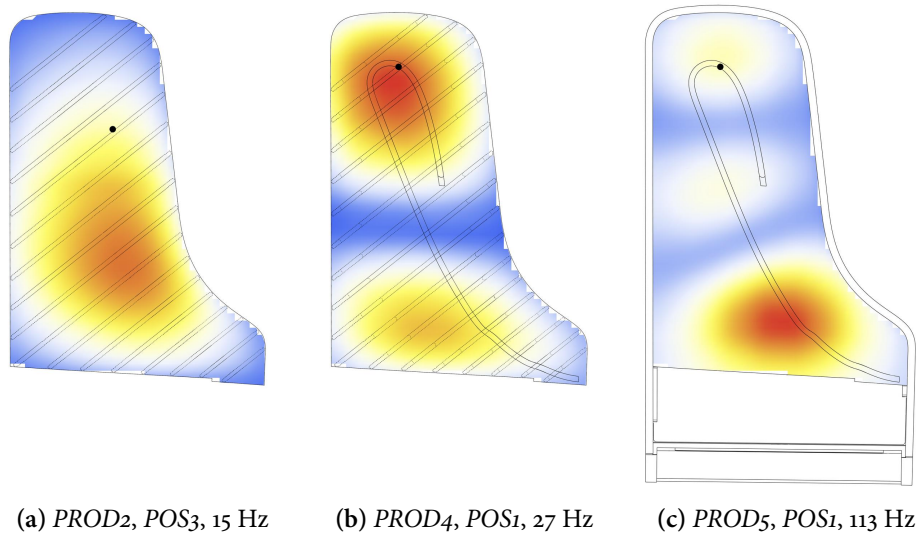 (a) PROD2, POS3, 15 Hz
(b) PROD4, POS1, 27 Hz
(c) PROD5, POS1, 113 Hz